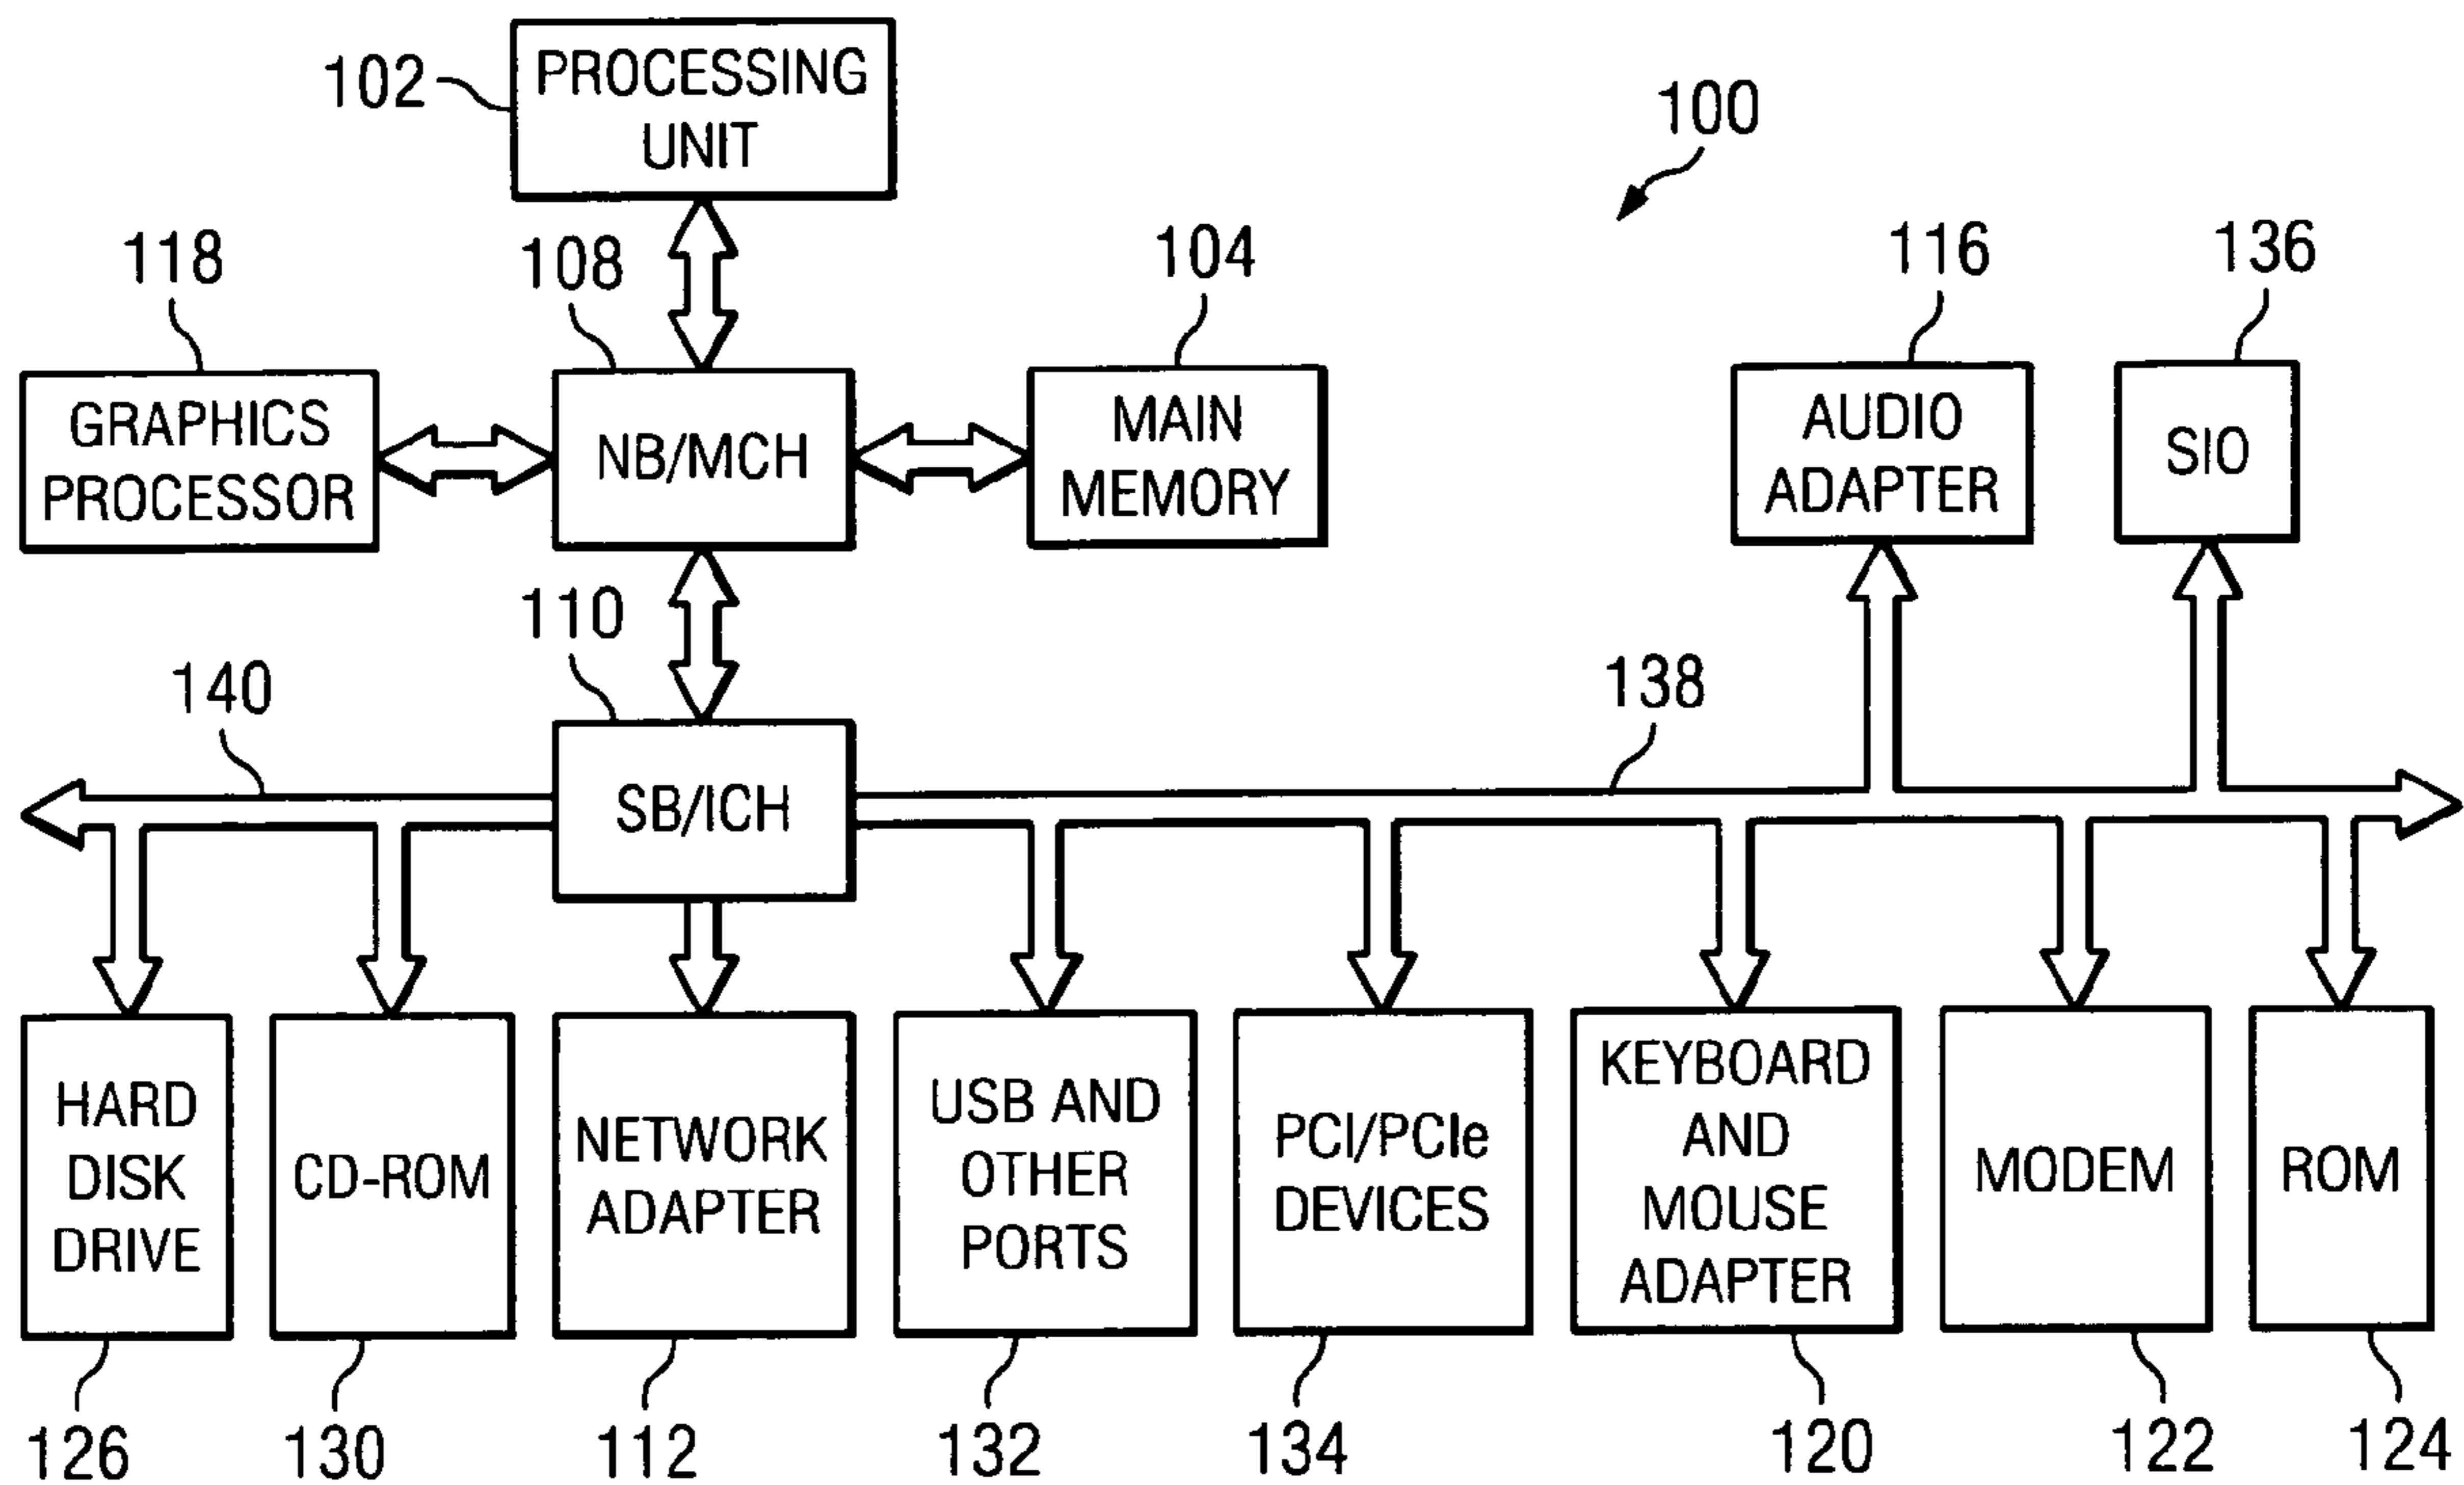 102
PROCESSING
UNIT
100
118
108
104
116
136
GRAPHICS
PROCESSOR
NB/MCH
MAIN
MEMORY
AUDIO
ADAPTER
SIO
110
140
138
SB/ICH
HARD
DISK
DRIVE
CD-ROM
NETWORK
ADAPTER
USB AND
OTHER
PORTS
PCI/PCIe
DEVICES
KEYBOARD
AND
MOUSE
ADAPTER
MODEM
ROM
126
130
112
132
134
120
122
124